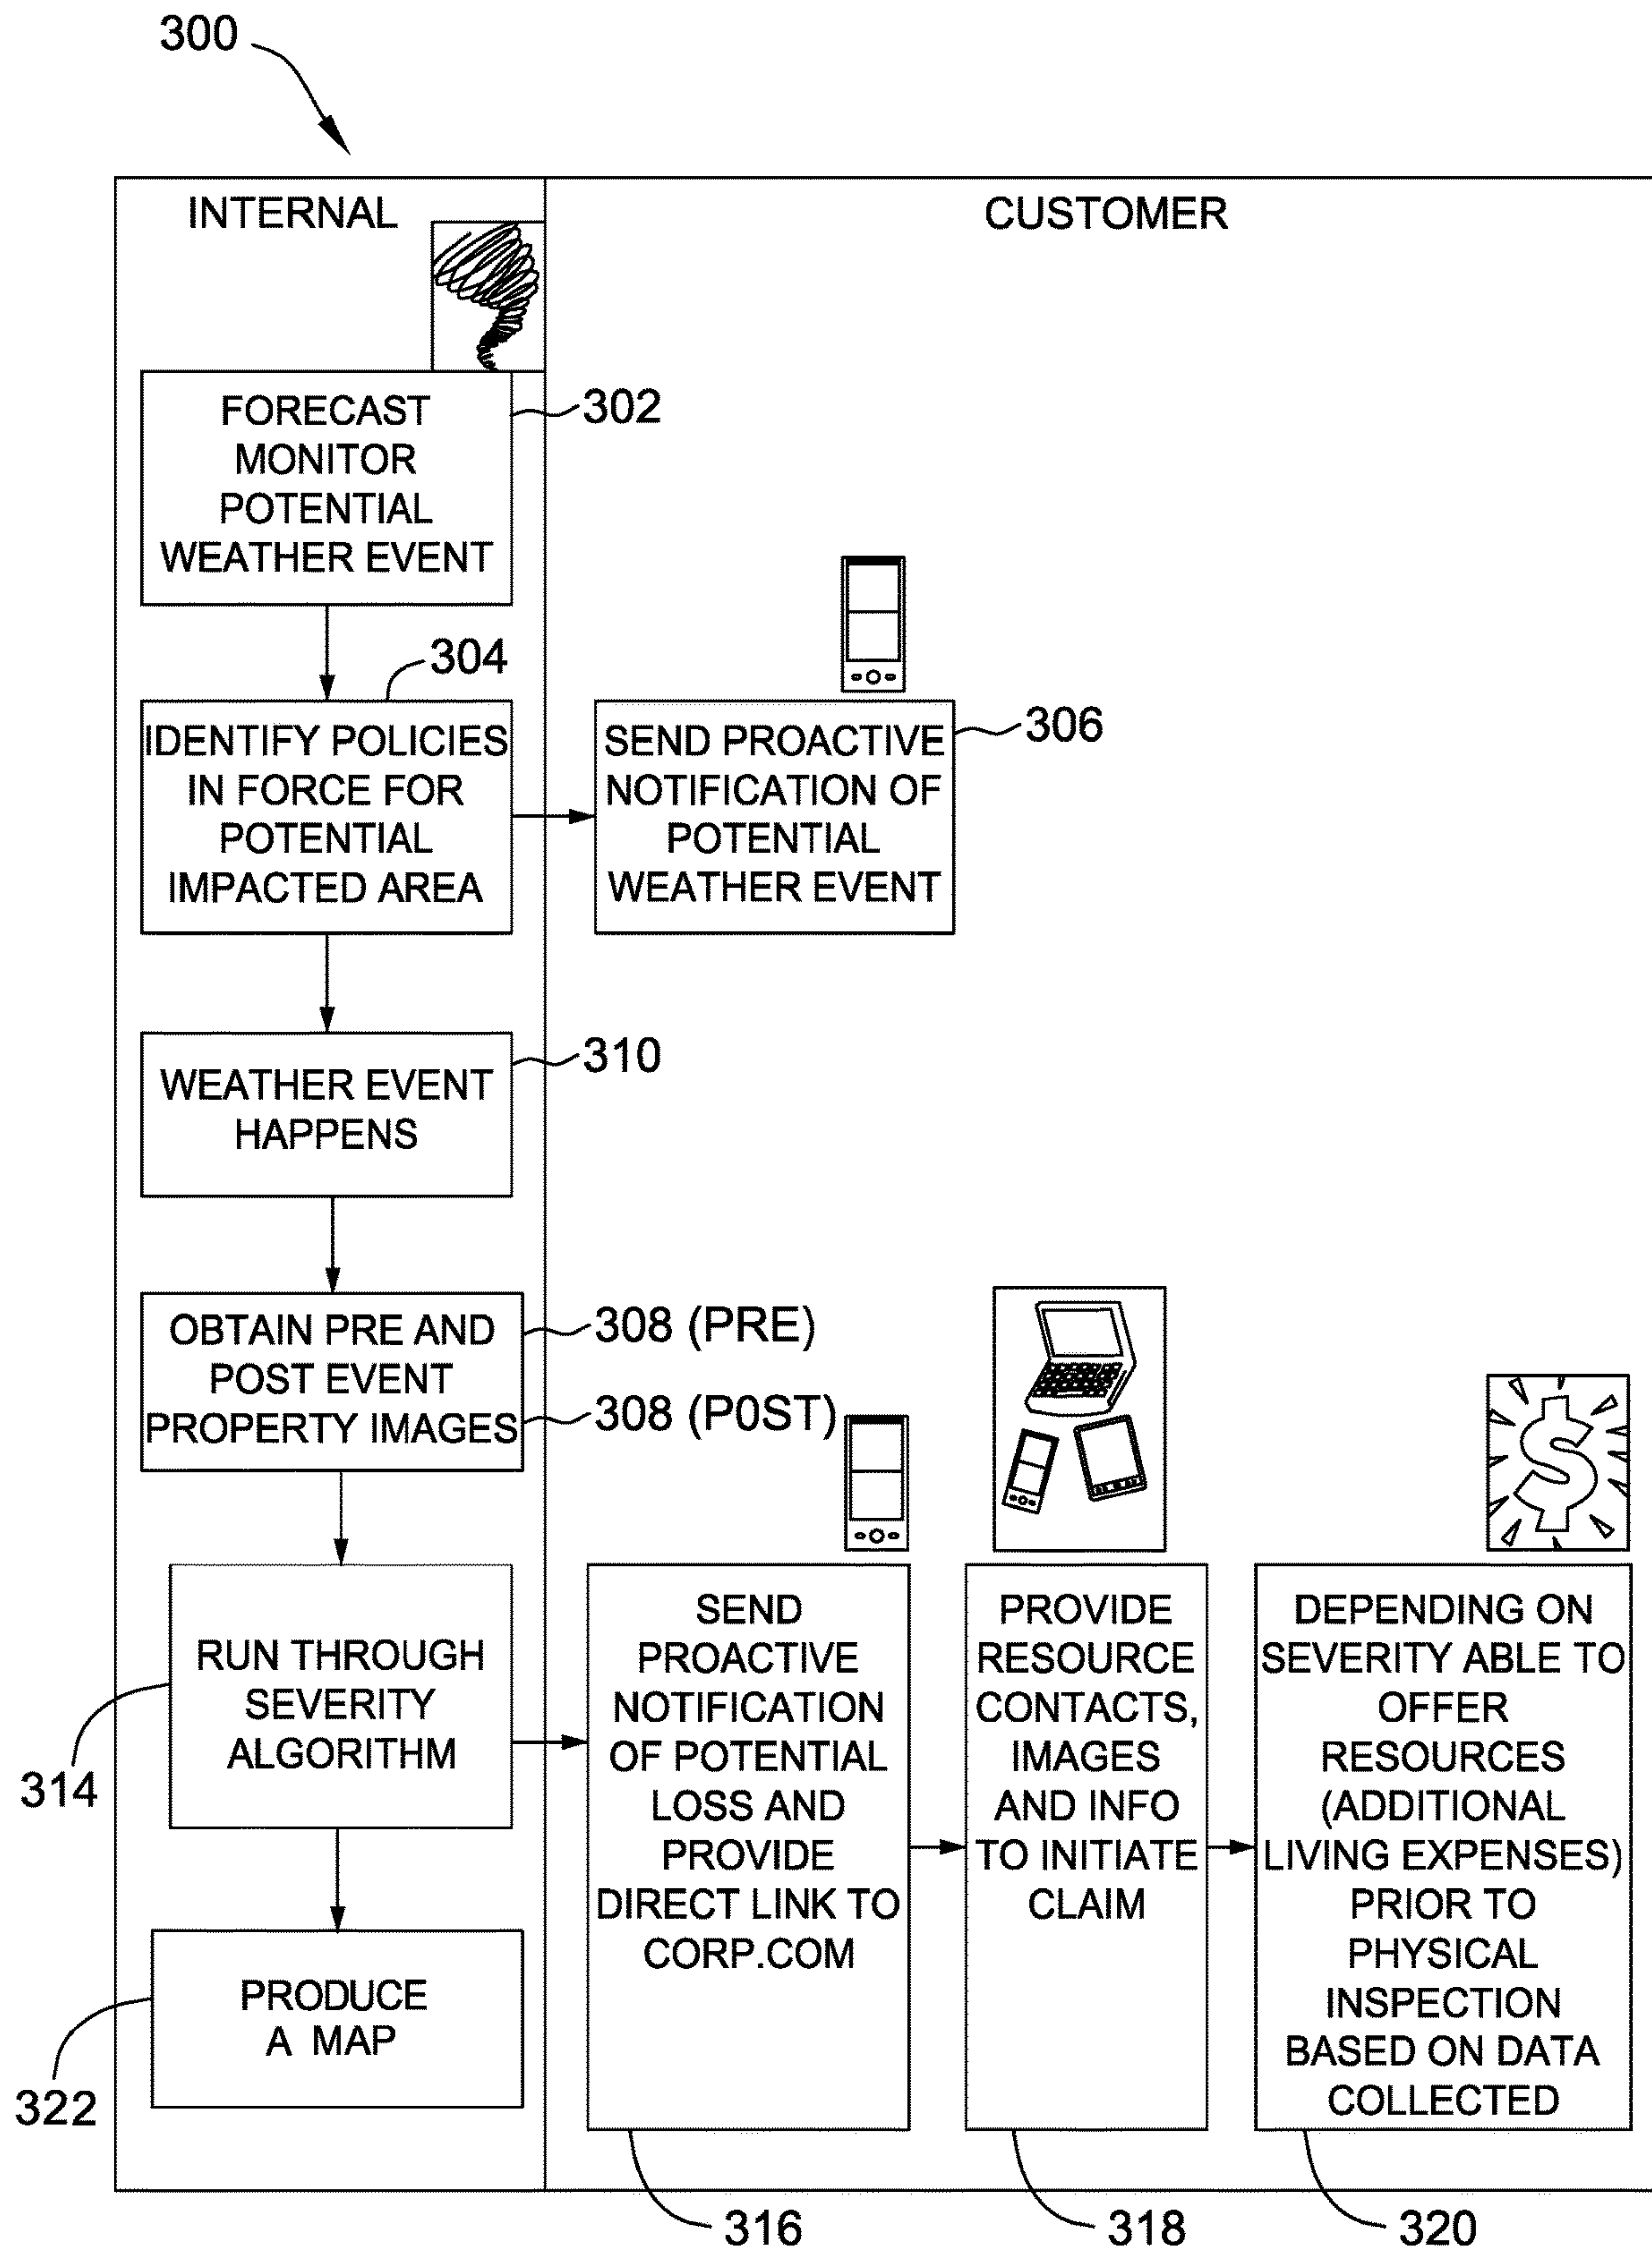 300
INTERNAL
CUSTOMER
FORECAST
MONITOR
POTENTIAL
WEATHER EVENT
302
304
IDENTIFY POLICIES
IN FORCE FOR
POTENTIAL
IMPACTED AREA
SEND PROACTIVE
NOTIFICATION OF
POTENTIAL
WEATHER EVENT
306
WEATHER EVENT
HAPPENS
310
OBTAIN PRE AND
POST EVENT
PROPERTY IMAGES
308 (PRE)
308 (P0ST)
RUN THROUGH
SEVERITY
ALGORITHM
314
SEND
PROACTIVE
NOTIFICATION
OF POTENTIAL
LOSS AND
PROVIDE
DIRECT LINK TO
CORP.COM
PROVIDE
RESOURCE
CONTACTS,
IMAGES
AND INFO
TO INITIATE
CLAIM
DEPENDING ON
SEVERITY ABLE TO
OFFER
RESOURCES
(ADDITIONAL
LIVING EXPENSES)
PRIOR TO
PHYSICAL
INSPECTION
BASED ON DATA
COLLECTED
PRODUCE
A MAP
322
316
318
320
$